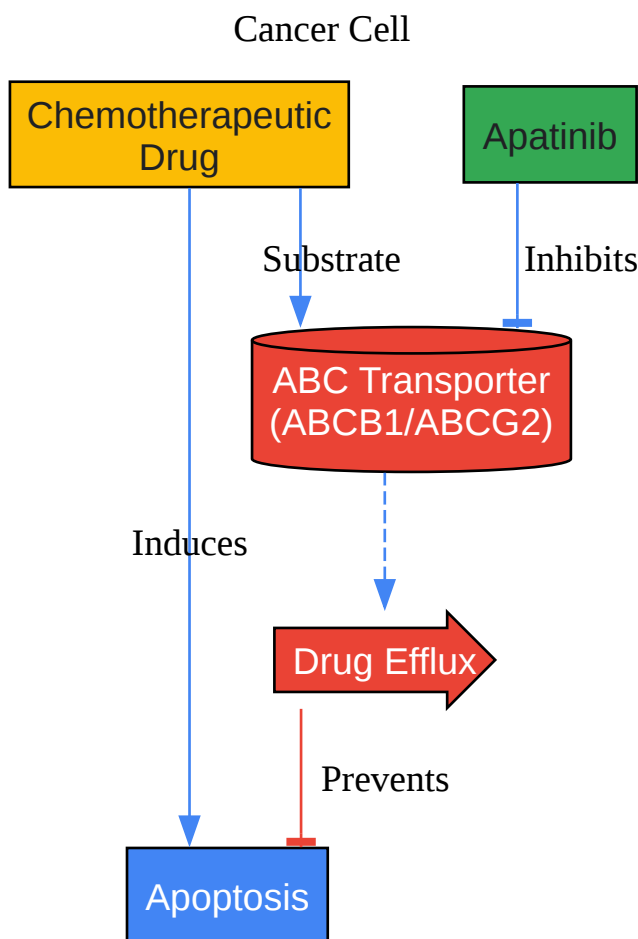 Cancer Cell
Chemotherapeutic
Drug
Apatinib
Substrate
Inhibits
ABC Transporter
(ABCB1/ABCG2)
Induces
Drug Efflux
Prevents
Apoptosis